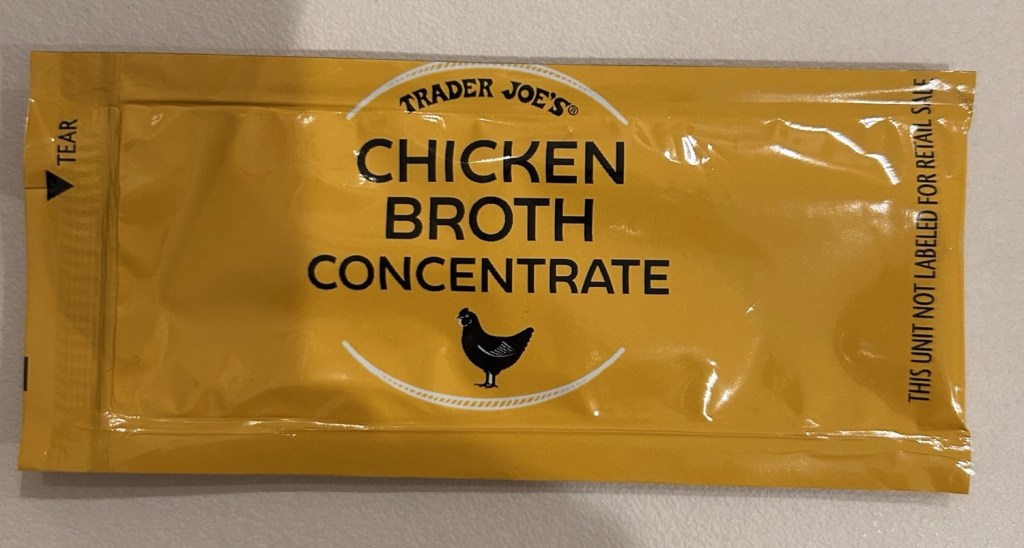 TRADER JOE'S®
CHICKEN
BROTH
CONCENTRATE
TEAR
THIS UNIT NOT LABELED FOR RETAIL SALE